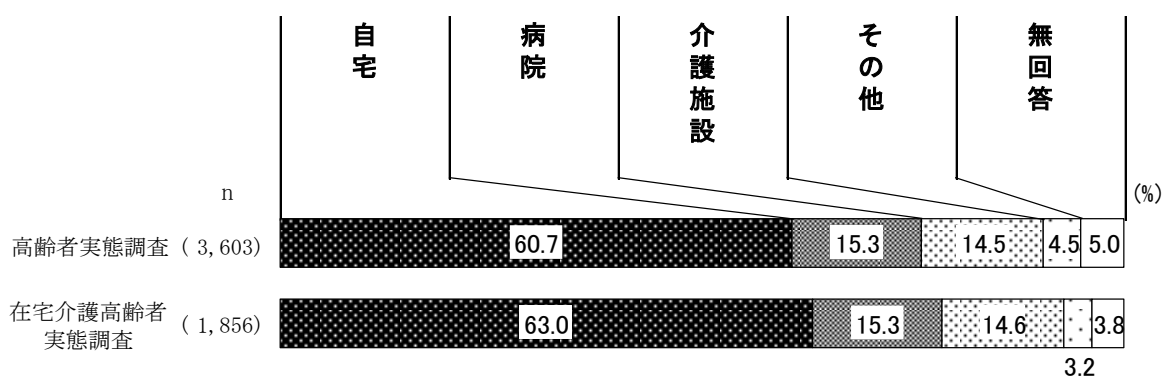 自宅
病院
介護施設
その他
無回答
n
(%)
高齢者実態調査 ( 3,603)
60.7
15.3
14.5
4.5
5.0
在宅介護高齢者
実態調査
( 1,856)
63.0
15.3
14.6
3.8
3.2